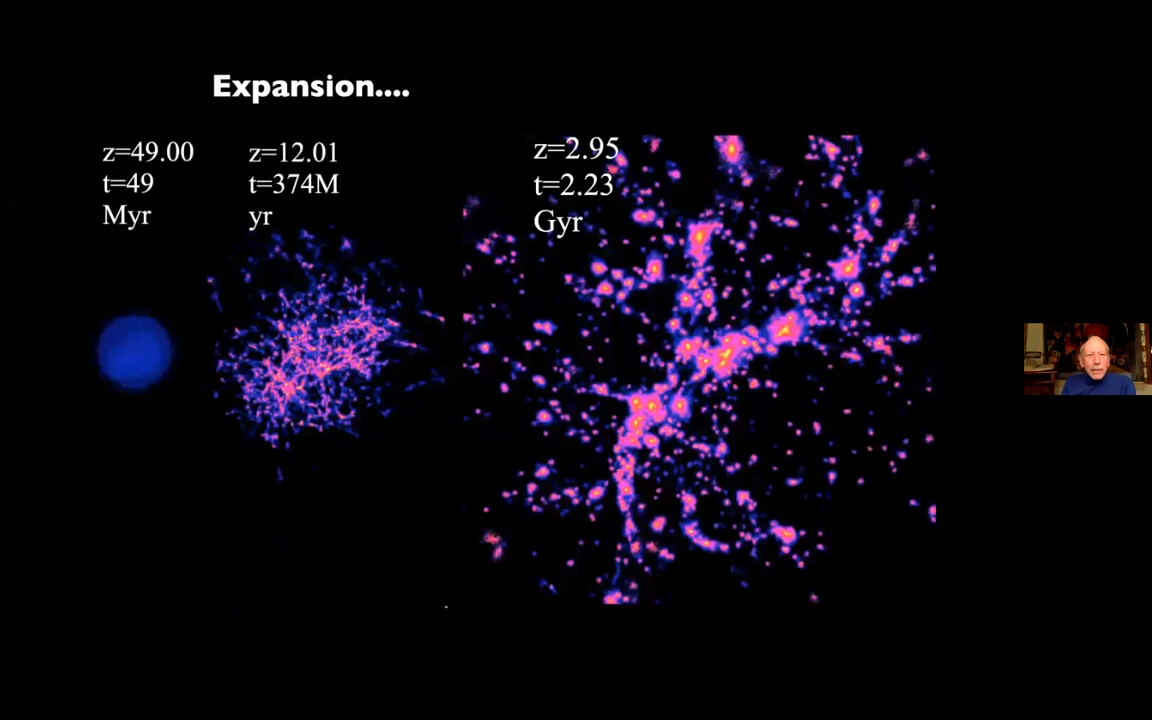 Expansion....
z=49.00
t=49
Myr
z=12.01
t=374M
yr
z=2.95
t=2.23
Gyr